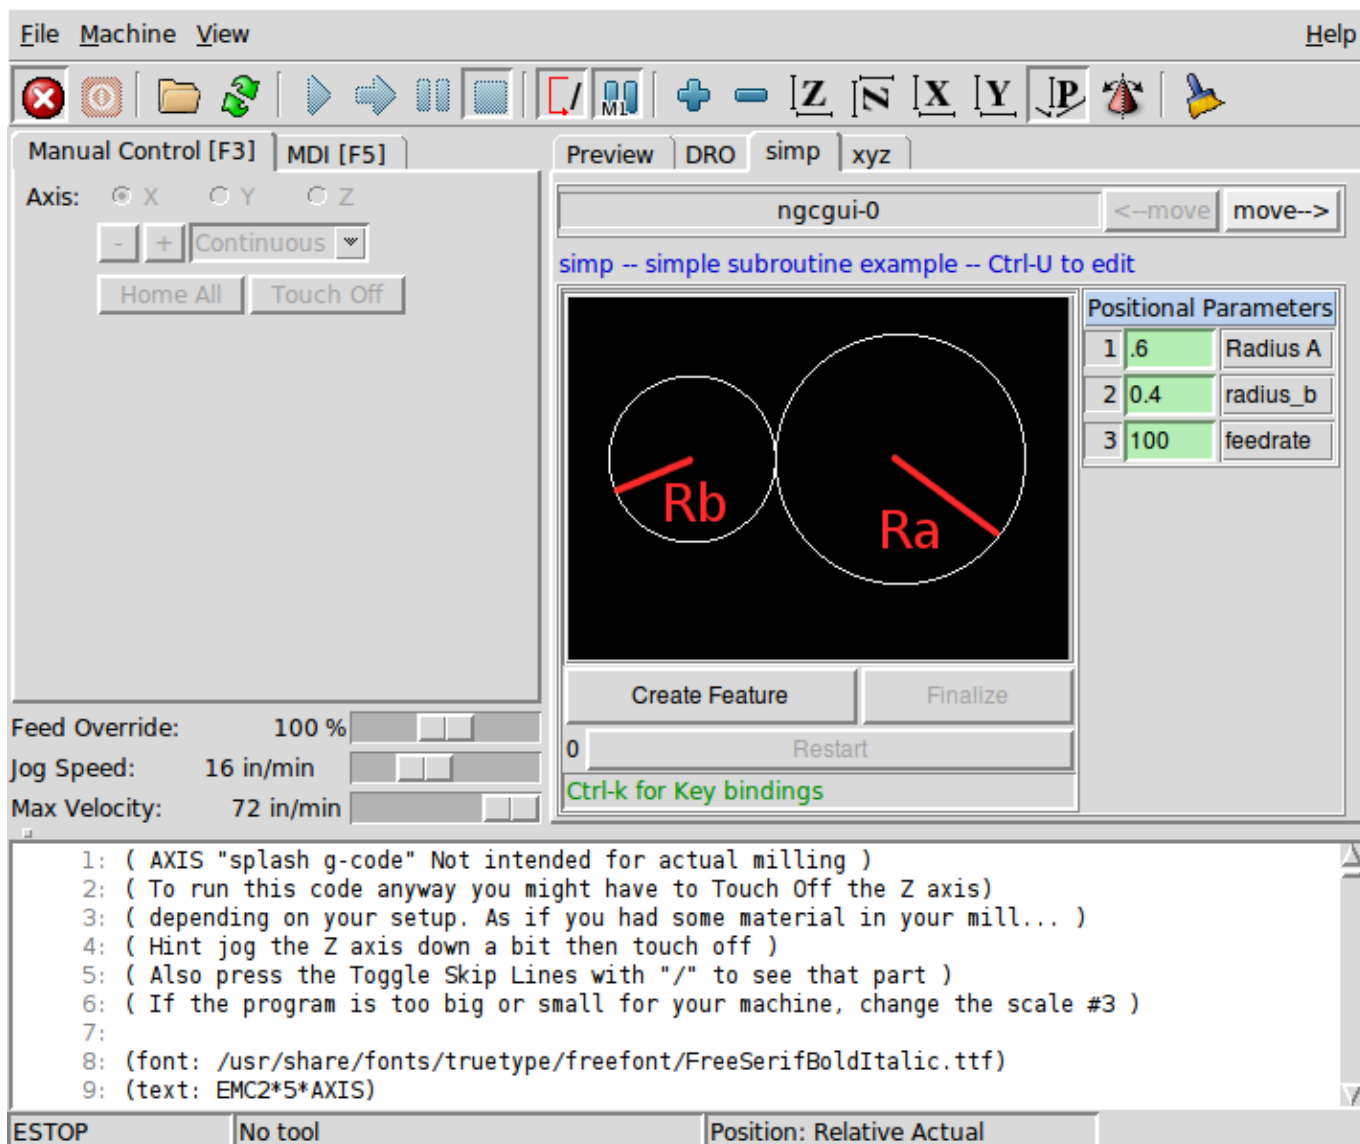 File Machine View Help
M1 Z N X Y P
Manual Control [F3] MDI [F5]
Preview DRO simp xyz
Axis: X Y Z
- + Continuous
Home All Touch Off
ngcgui-0 <--move move-->
simp -- simple subroutine example -- Ctrl-U to edit
Rb
Ra
Positional Parameters
1 .6 Radius A
2 0.4 radius_b
3 100 feedrate
Create Feature Finalize
0 Restart
Ctrl-k for Key bindings
Feed Override: 100 %
Jog Speed: 16 in/min
Max Velocity: 72 in/min
1: ( AXIS "splash g-code" Not intended for actual milling )
2: ( To run this code anyway you might have to Touch Off the Z axis)
3: ( depending on your setup. As if you had some material in your mill... )
4: ( Hint jog the Z axis down a bit then touch off )
5: ( Also press the Toggle Skip Lines with "/" to see that part )
6: ( If the program is too big or small for your machine, change the scale #3 )
7:
8: (font: /usr/share/fonts/truetype/freefont/FreeSerifBoldItalic.ttf)
9: (text: EMC2*5*AXIS)
ESTOP No tool Position: Relative Actual